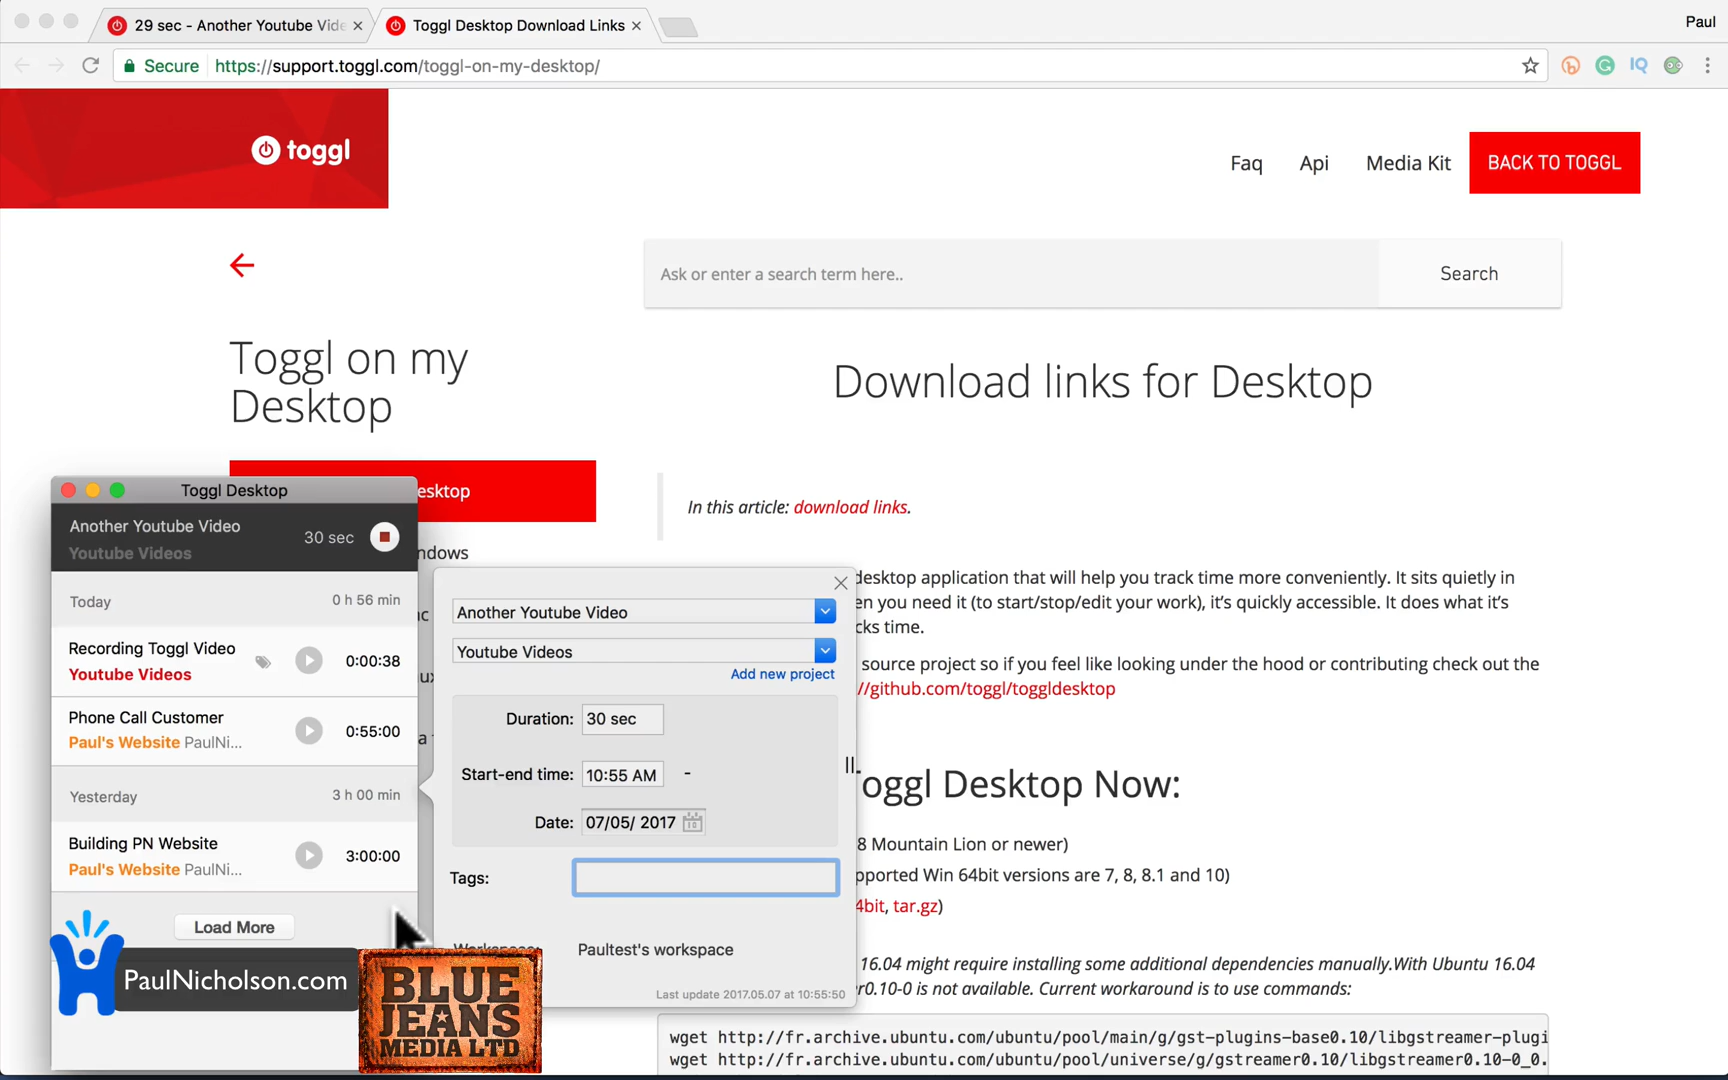 29 sec - Another Youtube Vide
Toggl Desktop Download Links
Paul
Secure https://support.toggl.com/toggl-on-my-desktop/
toggl
Faq Api Media Kit BACK TO TOGGL
Ask or enter a search term here.. Search
Toggl on my
Desktop
Download links for Desktop
esktop
In this article: download links.
ndows
desktop application that will help you track time more conveniently. It sits quietly in
en you need it (to start/stop/edit your work), it's quickly accessible. It does what it's
cks time.
source project so if you feel like looking under the hood or contributing check out the
//github.com/toggl/toggldesktop
oggl Desktop Now:
8 Mountain Lion or newer)
pported Win 64bit versions are 7, 8, 8.1 and 10)
4bit, tar.gz)
16.04 might require installing some additional dependencies manually.With Ubuntu 16.04
r0.10-0 is not available. Current workaround is to use commands:
wget http://fr.archive.ubuntu.com/ubuntu/pool/main/g/gst-plugins-base0.10/libgstreamer-plugi
wget http://fr.archive.ubuntu.com/ubuntu/pool/universe/g/gstreamer0.10/libgstreamer0.10-0_0.
Toggl Desktop
Another Youtube Video
Youtube Videos
30 sec
Today 0 h 56 min
Recording Toggl Video
Youtube Videos
0:00:38
Phone Call Customer
Paul's Website PaulNi...
0:55:00
Yesterday 3 h 00 min
Building PN Website
Paul's Website PaulNi...
3:00:00
Load More
Another Youtube Video
Youtube Videos
Add new project
Duration: 30 sec
Start-end time: 10:55 AM -
Date: 07/05/ 2017
Tags:
Workspace: Paultest's workspace
Last update 2017.05.07 at 10:55:50
PaulNicholson.com
BLUE
JEANS
MEDIA LTD